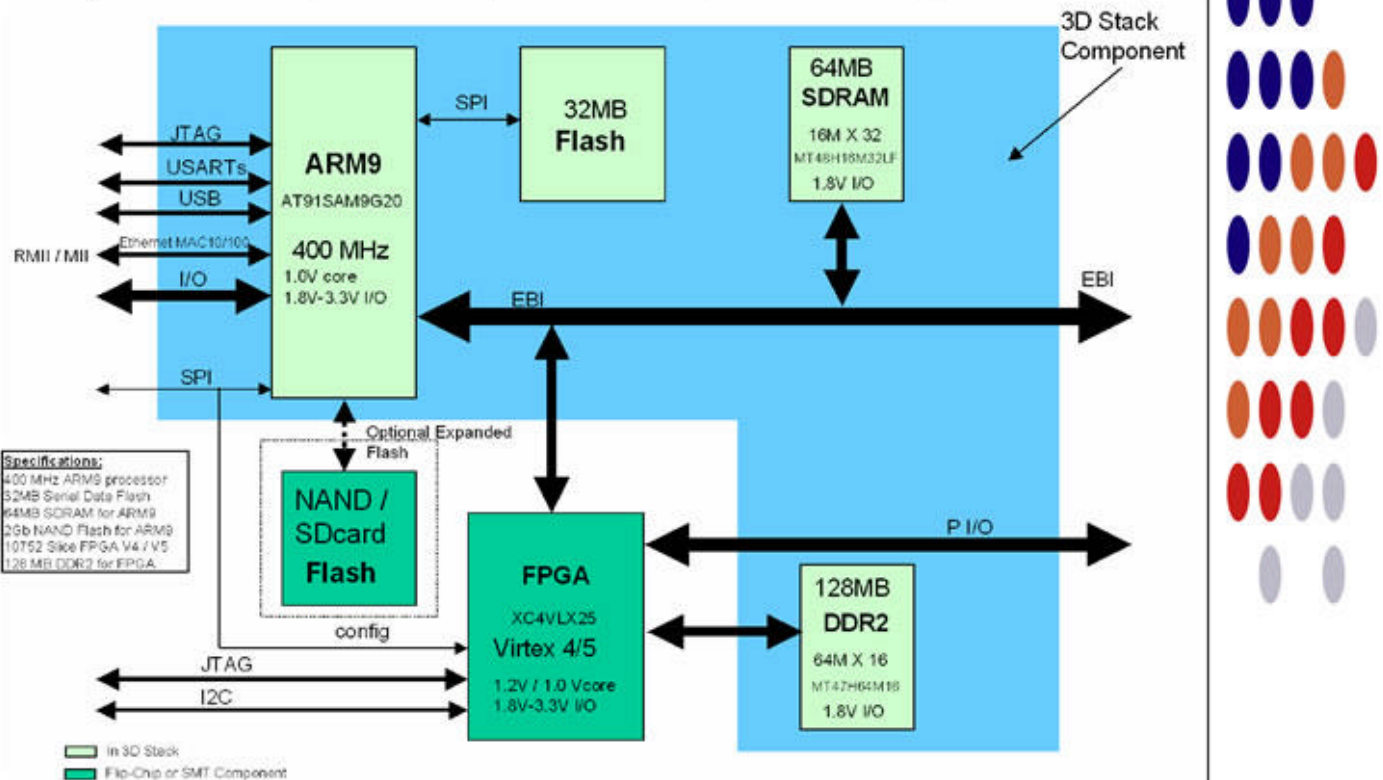 3D Stack
Component
JTAG
USARTs
USB
Ethernet MAC10/100
RMII / MII
I/O
SPI
ARM9
AT91SAM9G20
400 MHz
1.0V core
1.8V-3.3V I/O
SPI
32MB
Flash
64MB
SDRAM
16M X 32
MT48H16M32LF
1.8V I/O
EBI
EBI
Optional Expanded
Flash
NAND /
SDcard
Flash
Specifications:
400 MHz ARM9 processor
32MB Serial Data Flash
64MB SDRAM for ARM9
2Gb NAND Flash for ARM9
10752 Slice FPGA V4 / V5
128 MB DDR2 for FPGA
config
JTAG
I2C
FPGA
XC4VLX25
Virtex 4/5
1.2V / 1.0 Vcore
1.8V-3.3V I/O
P I/O
128MB
DDR2
64M X 16
MT47H64M16
1.8V I/O
In 3D Stack
Flip-Chip or SMT Component